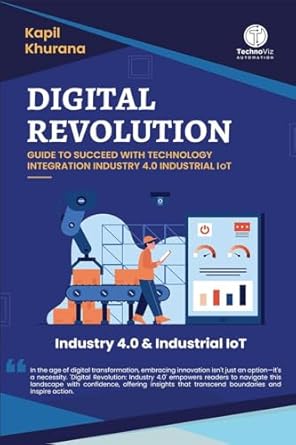 Kapil
Khurana
TechnoViz
AUTOMATION
DIGITAL
REVOLUTION
GUIDE TO SUCCEED WITH TECHNOLOGY
INTEGRATION INDUSTRY 4.0 INDUSTRIAL IoT
Industry 4.0 & Industrial IoT
“ In the age of digital transformation, embracing innovation isn't just an option—it's
a necessity. 'Digital Revolution: Industry 4.0' empowers readers to navigate this
landscape with confidence, offering insights that transcend boundaries and
inspire action.